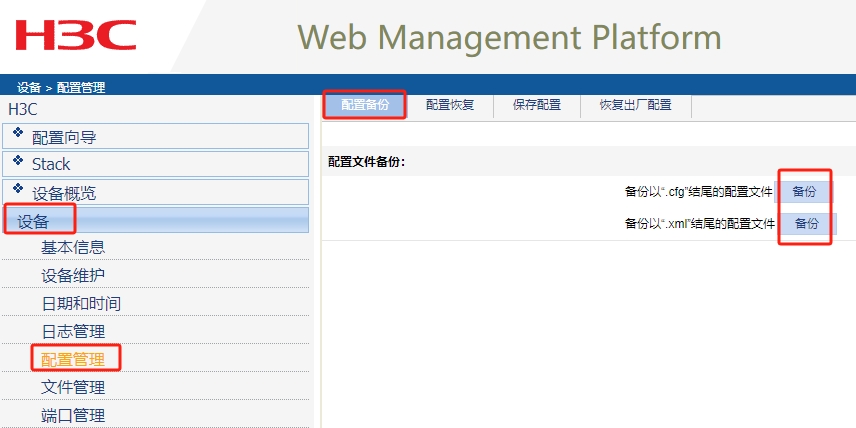 H3C
Web Management Platform
设备 > 配置管理
H3C
配置向导
Stack
设备概览
设备
基本信息
设备维护
日期和时间
日志管理
配置管理
文件管理
端口管理
配置备份 配置恢复 保存配置 恢复出厂配置
配置文件备份:
备份以“.cfg”结尾的配置文件 备份
备份以“.xml”结尾的配置文件 备份